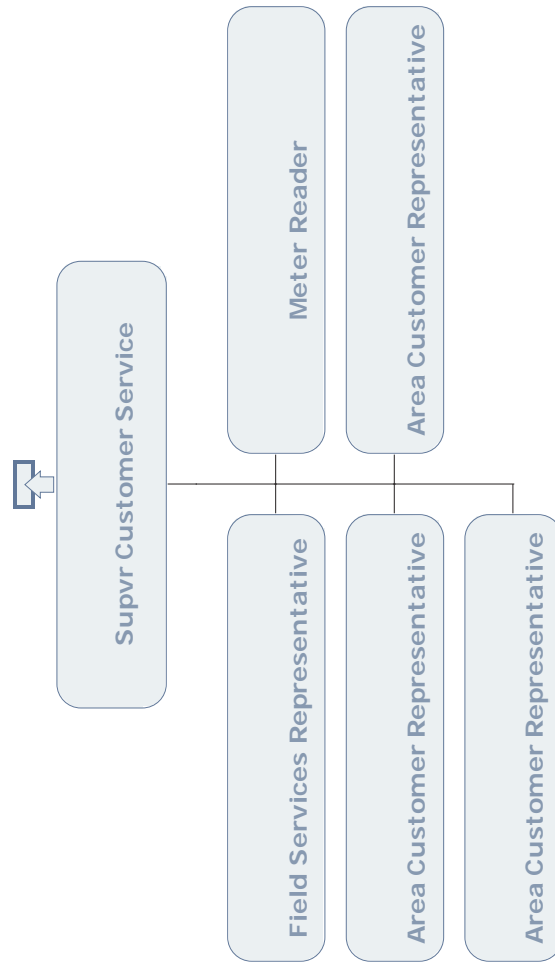 Supvr Customer Service
Field Services Representative
Meter Reader
Area Customer Representative
Area Customer Representative
Area Customer Representative